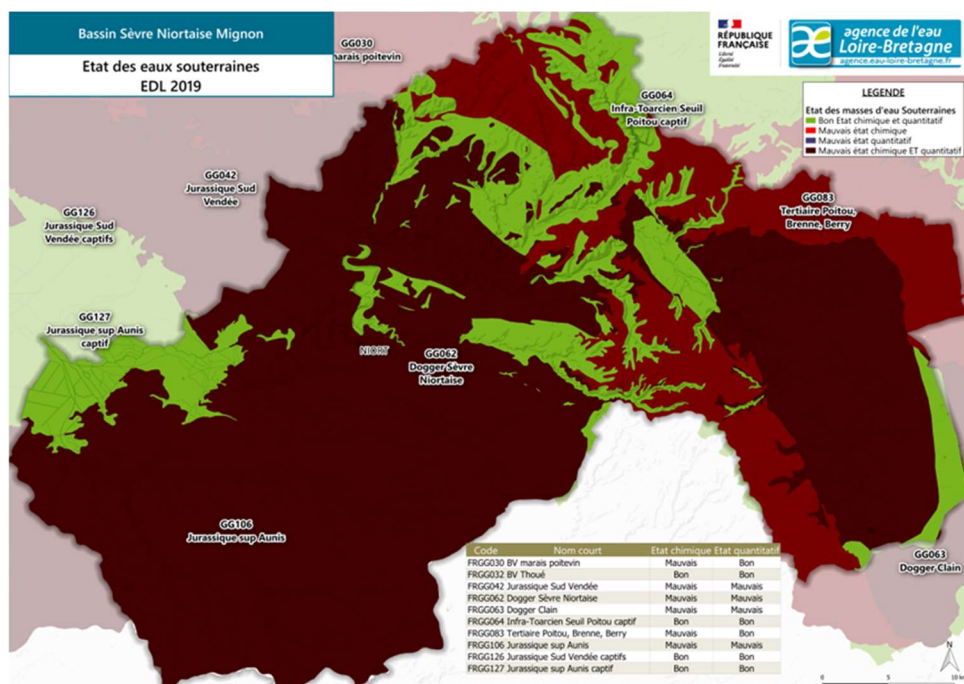 Bassin Sèvre Niortaise Mignon
Etat des eaux souterraines
EDL 2019
GG030
marais poitevin
RÉPUBLIQUE
FRANÇAISE
Liberté
Égalité
Fraternité
agence de l'eau
Loire-Bretagne
agence.eau-loire-bretagne.fr
LEGENDE
Etat des masses d'eau Souterraines
Bon Etat chimique et quantitatif
Mauvais état chimique
Mauvais état quantitatif
Mauvais état chimique ET quantitatif
GG064
Infra-Toarcien Seuil
Poitou captif
GG042
Jurassique Sud
Vendée
GG083
Tertiaire Poitou,
Brenne, Berry
GG126
Jurassique Sud
Vendée captifs
GG127
Jurassique sup Aunis
captif
NIORT
GG062
Dogger Sèvre
Niortaise
GG106
Jurassique sup Aunis
GG063
Dogger Clain
Code Nom court Etat chimique Etat quantitatif
FRGG030 BV marais poitevin Mauvais Bon
FRGG032 BV Thoué Bon Bon
FRGG042 Jurassique Sud Vendée Mauvais Mauvais
FRGG062 Dogger Sèvre Niortaise Mauvais Mauvais
FRGG063 Dogger Clain Mauvais Mauvais
FRGG064 Infra-Toarcien Seuil Poitou captif Bon Bon
FRGG083 Tertiaire Poitou, Brenne, Berry Mauvais Bon
FRGG106 Jurassique sup Aunis Mauvais Mauvais
FRGG126 Jurassique Sud Vendée captifs Bon Bon
FRGG127 Jurassique sup Aunis captif Bon Bon
N
0 5 10 k